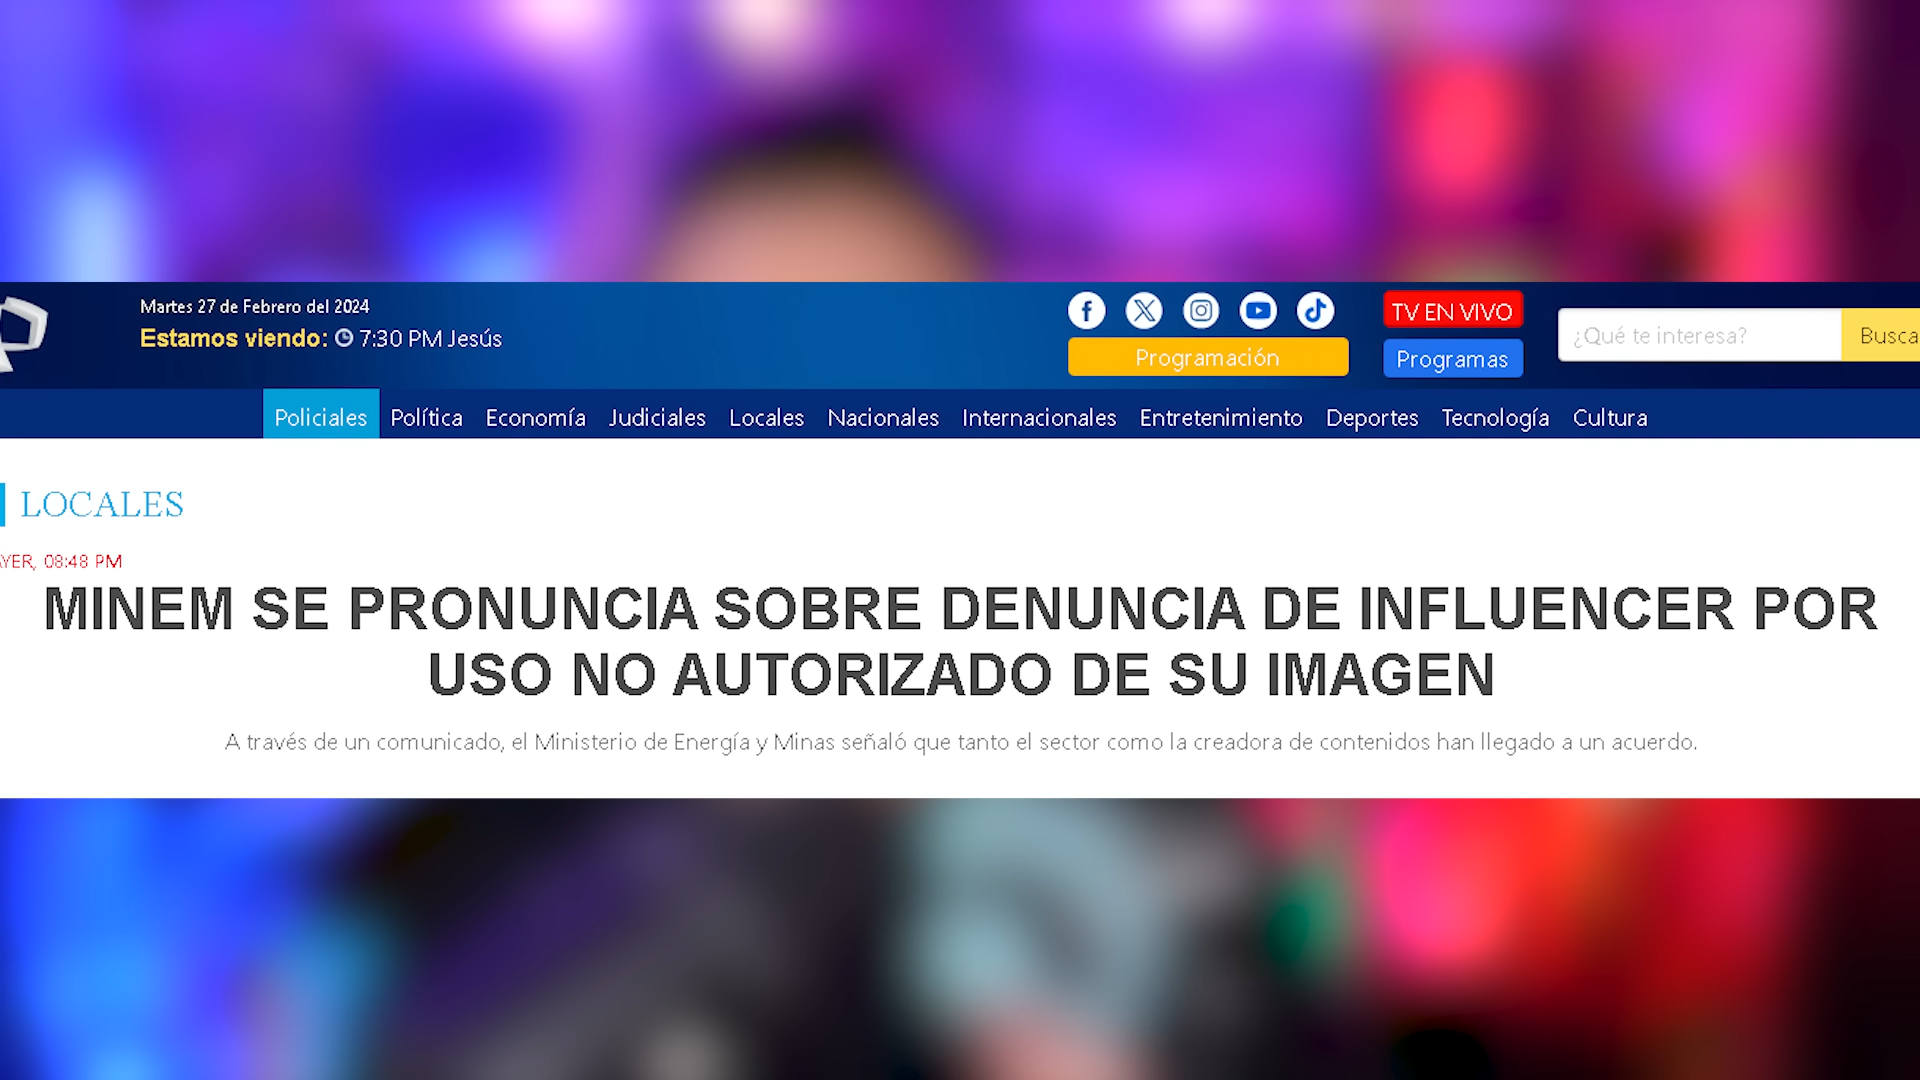 Martes 27 de Febrero del 2024
Estamos viendo: 7:30 PM Jesús
TV EN VIVO
¿Qué te interesa?
Busca
Programación
Programas
Policiales Política Economía Judiciales Locales Nacionales Internacionales Entretenimiento Deportes Tecnología Cultura
LOCALES
AYER, 08:48 PM
MINEM SE PRONUNCIA SOBRE DENUNCIA DE INFLUENCER POR
USO NO AUTORIZADO DE SU IMAGEN
A través de un comunicado, el Ministerio de Energía y Minas señaló que tanto el sector como la creadora de contenidos han llegado a un acuerdo.